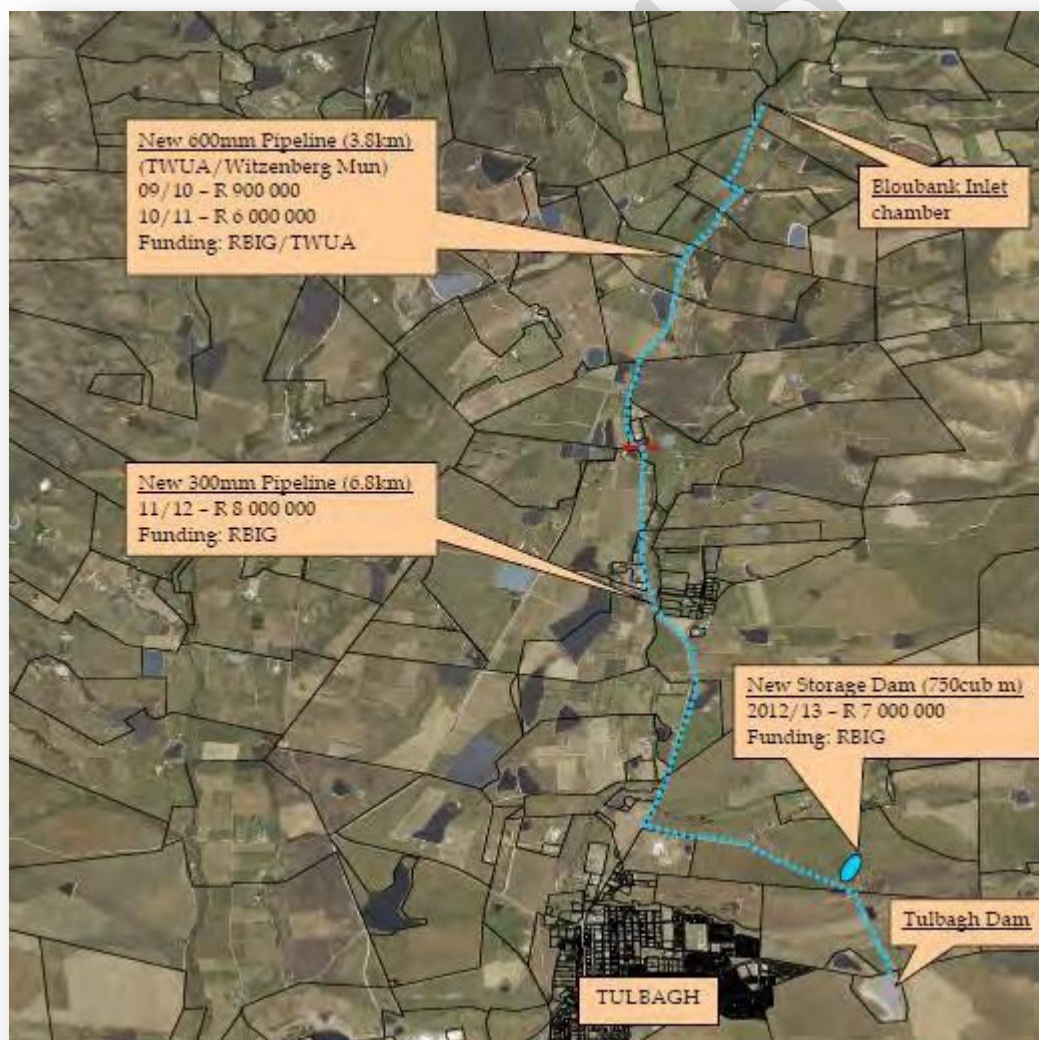 New 600mm Pipeline (3.8km)
(TWUA/Witzenberg Mun)
09/10 – R 900 000
10/11 – R 6 000 000
Funding: RBIG/TWUA
Bloubank Inlet
chamber
New 300mm Pipeline (6.8km)
11/12 – R 8 000 000
Funding: RBIG
New Storage Dam (750cub m)
2012/13 – R 7 000 000
Funding: RBIG
Tulbagh Dam
TULBAGH